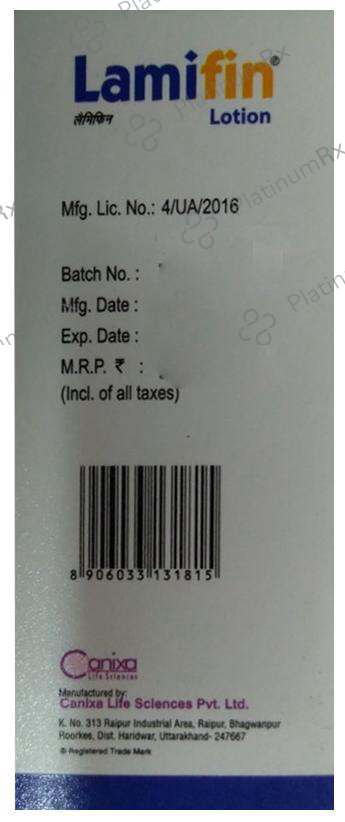 Lamifin®
लैमिफिन Lotion
Mfg. Lic. No.: 4/UA/2016
Batch No. :
Mfg. Date :
Exp. Date :
M.R.P. ₹ :
(Incl. of all taxes)
8 906033 131815
Canixa
Life Sciences
Manufactured by:
Canixa Life Sciences Pvt. Ltd.
K. No. 313 Raipur Industrial Area, Raipur, Bhagwanpur
Roorkee, Dist. Haridwar, Uttarakhand- 247667
® Registered Trade Mark
PlatinumRx
PlatinumRx